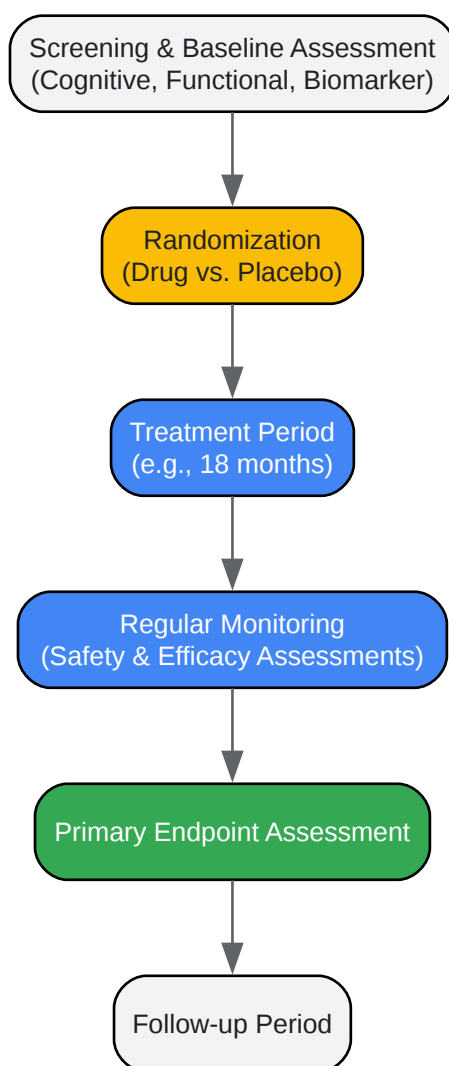 Screening & Baseline Assessment
(Cognitive, Functional, Biomarker)
Randomization
(Drug vs. Placebo)
Treatment Period
(e.g., 18 months)
Regular Monitoring
(Safety & Efficacy Assessments)
Primary Endpoint Assessment
Follow-up Period